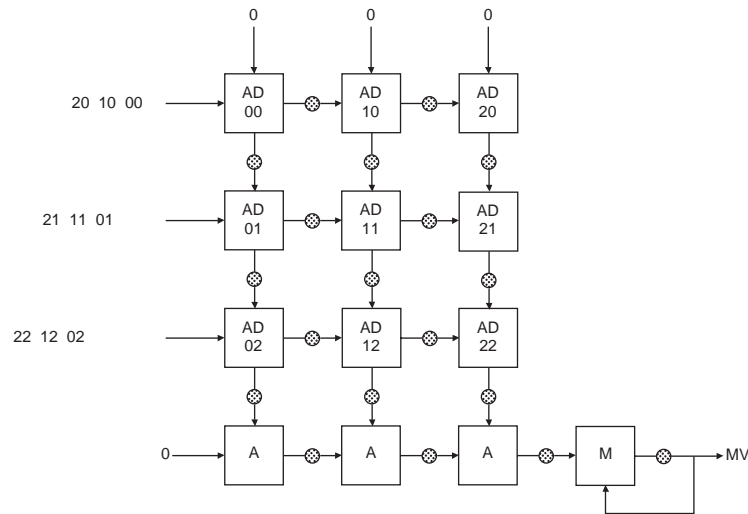 0 0 0
20 10 00
AD 00
AD 10
AD 20
21 11 01
AD 01
AD 11
AD 21
22 12 02
AD 02
AD 12
AD 22
0
A
A
A
M
MV